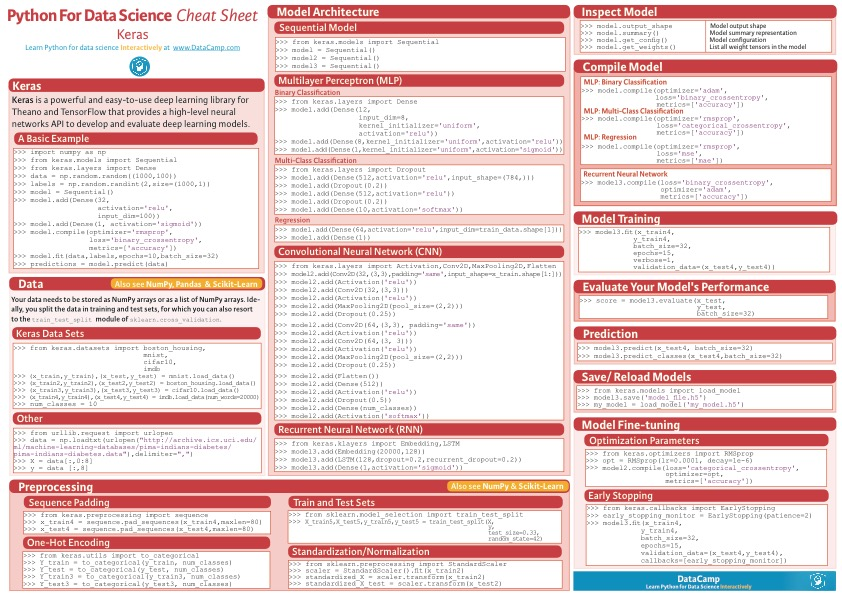 Python For Data Science Cheat Sheet
Keras
Learn Python for data science Interactively at www.DataCamp.com
Keras
Keras is a powerful and easy-to-use deep learning library for
Theano and TensorFlow that provides a high-level neural
networks API to develop and evaluate deep learning models.
A Basic Example
>>> import numpy as np
>>> from keras.models import Sequential
>>> from keras.layers import Dense
>>> data = np.random.random((1000,100))
>>> labels = np.random.randint(2,size=(1000,1))
>>> model = Sequential()
>>> model.add(Dense(32,
activation='relu',
input_dim=100))
>>> model.add(Dense(1, activation='sigmoid'))
>>> model.compile(optimizer='rmsprop',
loss='binary_crossentropy',
metrics=['accuracy'])
>>> model.fit(data,labels,epochs=10,batch_size=32)
>>> predictions = model.predict(data)
Data
Also see NumPy, Pandas & Scikit-Learn
Your data needs to be stored as NumPy arrays or as a list of NumPy arrays. Ide-
ally, you split the data in training and test sets, for which you can also resort
to the train_test_split module of sklearn.cross_validation.
Keras Data Sets
>>> from keras.datasets import boston_housing,
mnist,
cifar10,
imdb
>>> (x_train,y_train),(x_test,y_test) = mnist.load_data()
>>> (x_train2,y_train2),(x_test2,y_test2) = boston_housing.load_data()
>>> (x_train3,y_train3),(x_test3,y_test3) = cifar10.load_data()
>>> (x_train4,y_train4),(x_test4,y_test4) = imdb.load_data(num_words=20000)
>>> num_classes = 10
Other
>>> from urllib.request import urlopen
>>> data = np.loadtxt(urlopen("http://archive.ics.uci.edu/
ml/machine-learning-databases/pima-indians-diabetes/
pima-indians-diabetes.data"),delimiter=",")
>>> X = data[:,0:8]
>>> y = data [:,8]
Model Architecture
Sequential Model
>>> from keras.models import Sequential
>>> model = Sequential()
>>> model2 = Sequential()
>>> model3 = Sequential()
Multilayer Perceptron (MLP)
Binary Classification
>>> from keras.layers import Dense
>>> model.add(Dense(12,
input_dim=8,
kernel_initializer='uniform',
activation='relu'))
>>> model.add(Dense(8,kernel_initializer='uniform',activation='relu'))
>>> model.add(Dense(1,kernel_initializer='uniform',activation='sigmoid'))
Multi-Class Classification
>>> from keras.layers import Dropout
>>> model.add(Dense(512,activation='relu',input_shape=(784,)))
>>> model.add(Dropout(0.2))
>>> model.add(Dense(512,activation='relu'))
>>> model.add(Dropout(0.2))
>>> model.add(Dense(10,activation='softmax'))
Regression
>>> model.add(Dense(64,activation='relu',input_dim=train_data.shape[1]))
>>> model.add(Dense(1))
Convolutional Neural Network (CNN)
>>> from keras.layers import Activation,Conv2D,MaxPooling2D,Flatten
>>> model2.add(Conv2D(32,(3,3),padding='same',input_shape=x_train.shape[1:]))
>>> model2.add(Activation('relu'))
>>> model2.add(Conv2D(32,(3,3)))
>>> model2.add(Activation('relu'))
>>> model2.add(MaxPooling2D(pool_size=(2,2)))
>>> model2.add(Dropout(0.25))
>>> model2.add(Conv2D(64,(3,3), padding='same'))
>>> model2.add(Activation('relu'))
>>> model2.add(Conv2D(64,(3, 3)))
>>> model2.add(Activation('relu'))
>>> model2.add(MaxPooling2D(pool_size=(2,2)))
>>> model2.add(Dropout(0.25))
>>> model2.add(Flatten())
>>> model2.add(Dense(512))
>>> model2.add(Activation('relu'))
>>> model2.add(Dropout(0.5))
>>> model2.add(Dense(num_classes))
>>> model2.add(Activation('softmax'))
Recurrent Neural Network (RNN)
>>> from keras.klayers import Embedding,LSTM
>>> model3.add(Embedding(20000,128))
>>> model3.add(LSTM(128,dropout=0.2,recurrent_dropout=0.2))
>>> model3.add(Dense(1,activation='sigmoid'))
Preprocessing
Also see NumPy & Scikit-Learn
Sequence Padding
>>> from keras.preprocessing import sequence
>>> x_train4 = sequence.pad_sequences(x_train4,maxlen=80)
>>> x_test4 = sequence.pad_sequences(x_test4,maxlen=80)
One-Hot Encoding
>>> from keras.utils import to_categorical
>>> Y_train = to_categorical(y_train, num_classes)
>>> Y_test = to_categorical(y_test, num_classes)
>>> Y_train3 = to_categorical(y_train3, num_classes)
>>> Y_test3 = to_categorical(y_test3, num_classes)
Train and Test Sets
>>> from sklearn.model_selection import train_test_split
>>> X_train5,X_test5,y_train5,y_test5 = train_test_split(X,
y,
test_size=0.33,
random_state=42)
Standardization/Normalization
>>> from sklearn.preprocessing import StandardScaler
>>> scaler = StandardScaler().fit(x_train2)
>>> standardized_X = scaler.transform(x_train2)
>>> standardized_X_test = scaler.transform(x_test2)
Inspect Model
>>> model.output_shape Model output shape
>>> model.summary() Model summary representation
>>> model.get_config() Model configuration
>>> model.get_weights() List all weight tensors in the model
Compile Model
MLP: Binary Classification
>>> model.compile(optimizer='adam',
loss='binary_crossentropy',
metrics=['accuracy'])
MLP: Multi-Class Classification
>>> model.compile(optimizer='rmsprop',
loss='categorical_crossentropy',
metrics=['accuracy'])
MLP: Regression
>>> model.compile(optimizer='rmsprop',
loss='mse',
metrics=['mae'])
Recurrent Neural Network
>>> model3.compile(loss='binary_crossentropy',
optimizer='adam',
metrics=['accuracy'])
Model Training
>>> model3.fit(x_train4,
y_train4,
batch_size=32,
epochs=15,
verbose=1,
validation_data=(x_test4,y_test4))
Evaluate Your Model's Performance
>>> score = model3.evaluate(x_test,
y_test,
batch_size=32)
Prediction
>>> model3.predict(x_test4, batch_size=32)
>>> model3.predict_classes(x_test4,batch_size=32)
Save/ Reload Models
>>> from keras.models import load_model
>>> model3.save('model_file.h5')
>>> my_model = load_model('my_model.h5')
Model Fine-tuning
Optimization Parameters
>>> from keras.optimizers import RMSprop
>>> opt = RMSprop(lr=0.0001, decay=1e-6)
>>> model2.compile(loss='categorical_crossentropy',
optimizer=opt,
metrics=['accuracy'])
Early Stopping
>>> from keras.callbacks import EarlyStopping
>>> early_stopping_monitor = EarlyStopping(patience=2)
>>> model3.fit(x_train4,
y_train4,
batch_size=32,
epochs=15,
validation_data=(x_test4,y_test4),
callbacks=[early_stopping_monitor])
DataCamp
Learn Python for Data Science Interactively